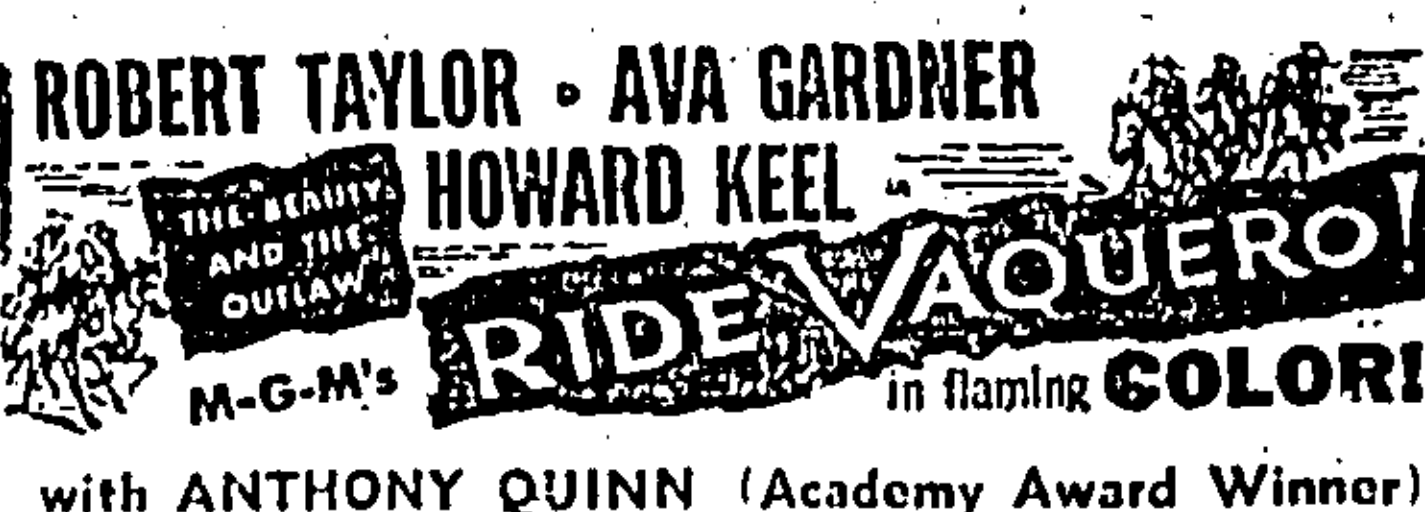 ROBERT TAYLOR • AVA GARDNER
HOWARD KEEL
THE BEAUTY
AND THE
OUTLAW
M-G-M's
RIDE VAQUERO!
in flaming COLOR!
with ANTHONY QUINN (Academy Award Winner)